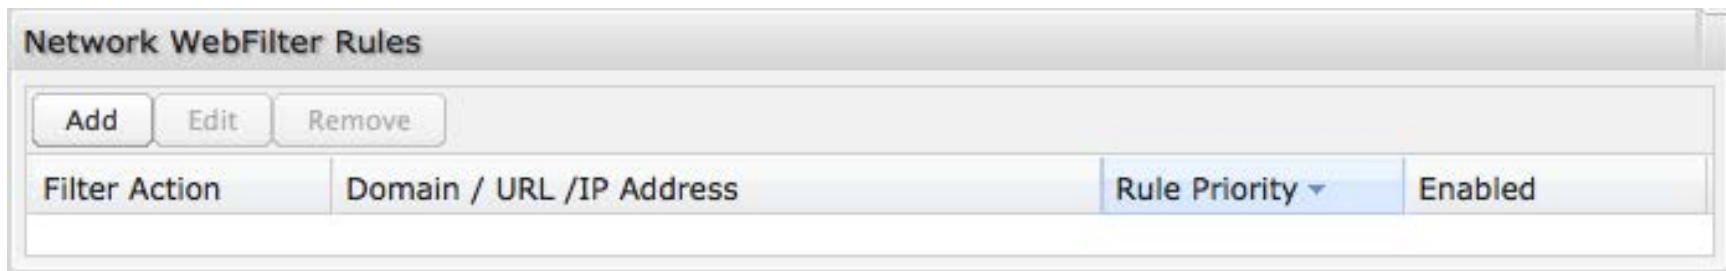 Network WebFilter Rules
Add Edit Remove
Filter Action Domain / URL /IP Address Rule Priority Enabled